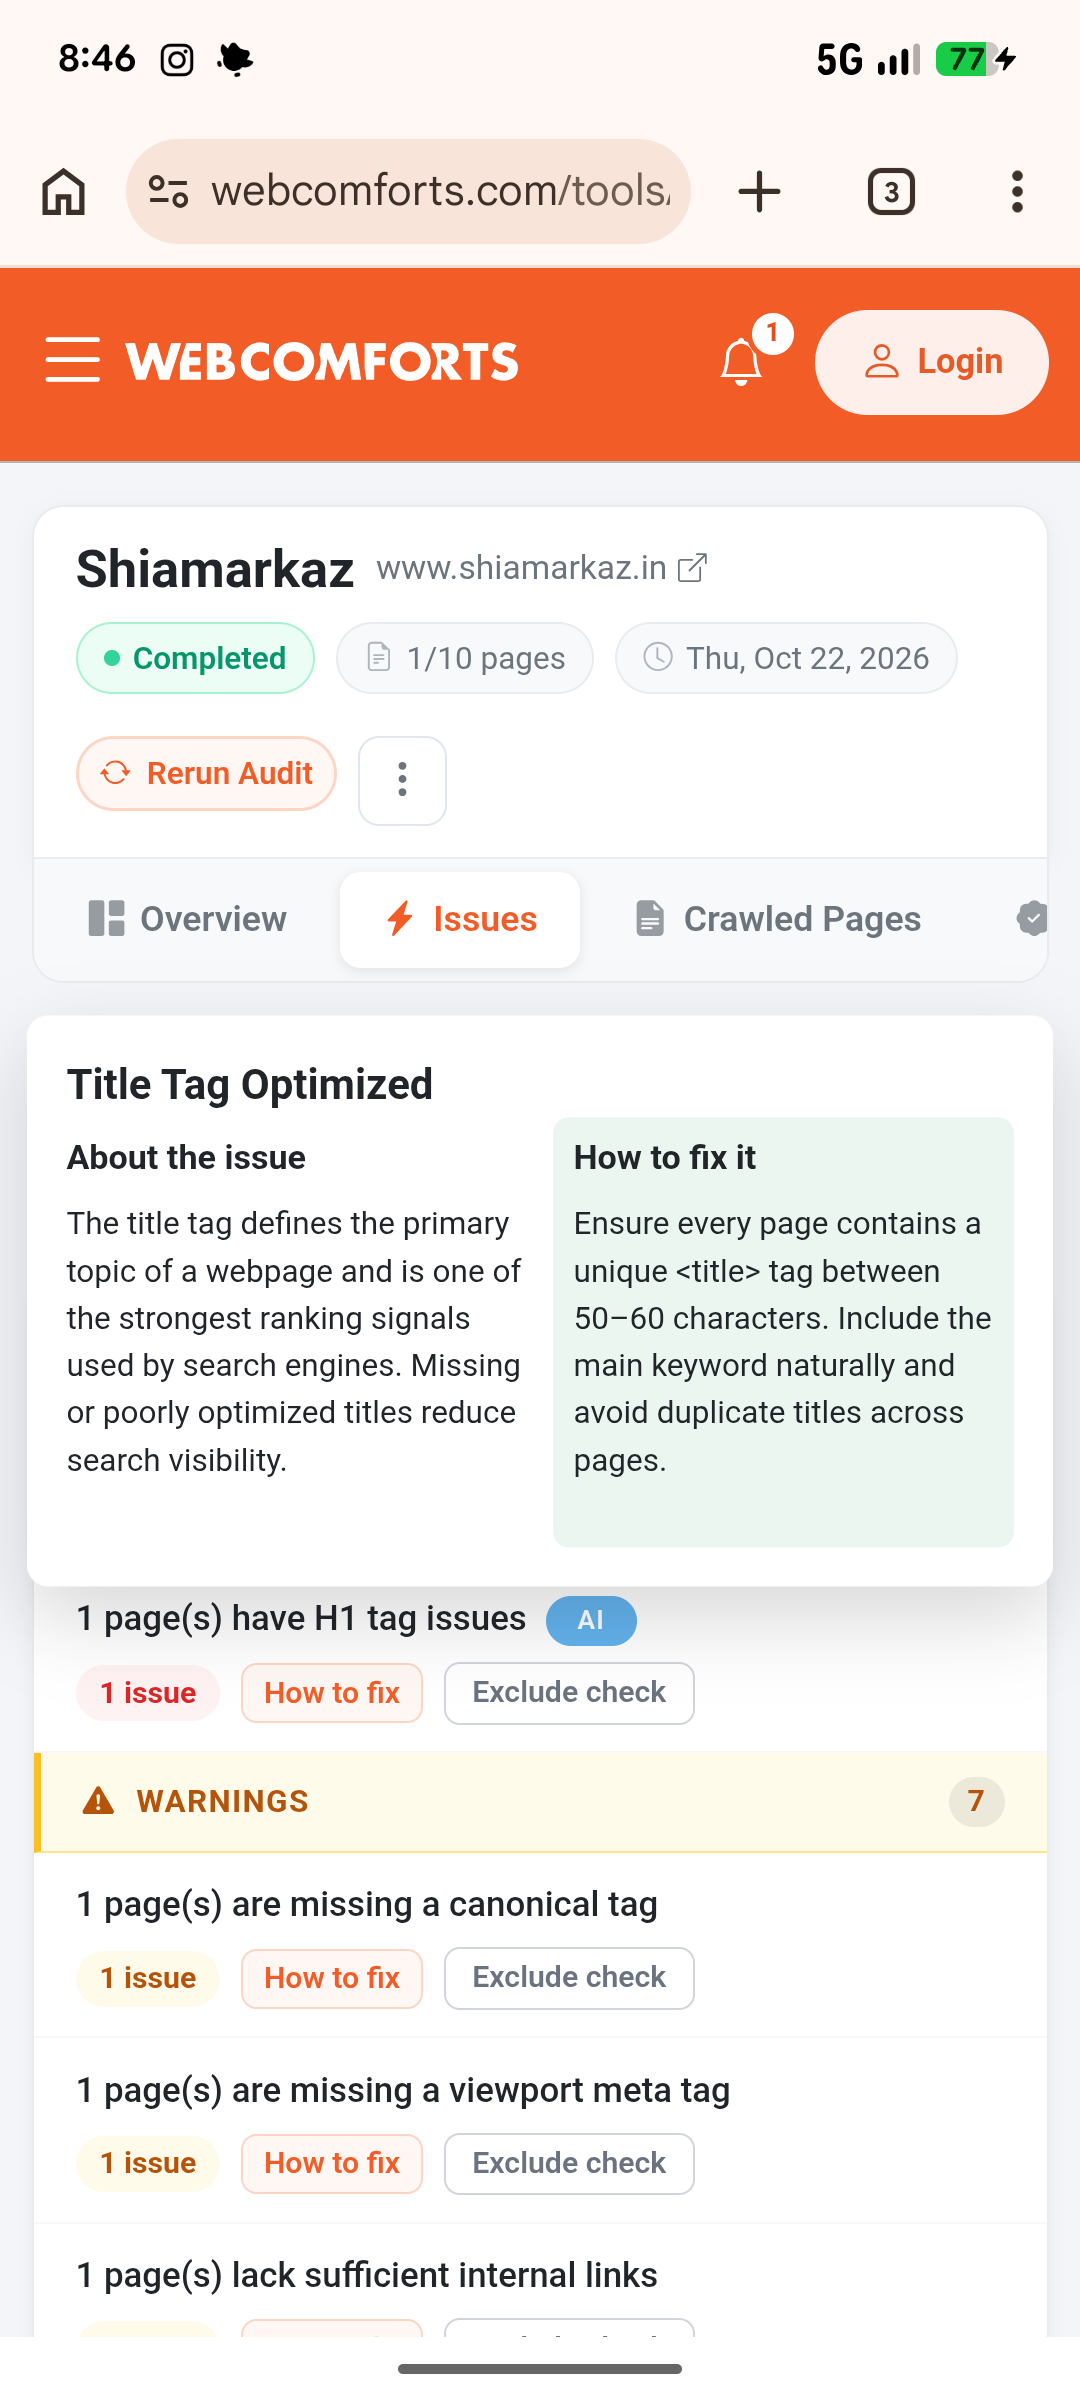 8:46
5G
77
webcomforts.com/tools/
3
WEBCOMFORTS
1
Login
Shiamarkaz www.shiamarkaz.in
Completed
1/10 pages
Thu, Oct 22, 2026
Rerun Audit
Overview
Issues
Crawled Pages
Title Tag Optimized
About the issue
The title tag defines the primary
topic of a webpage and is one of
the strongest ranking signals
used by search engines. Missing
or poorly optimized titles reduce
search visibility.
How to fix it
Ensure every page contains a
unique <title> tag between
50–60 characters. Include the
main keyword naturally and
avoid duplicate titles across
pages.
1 page(s) have H1 tag issues AI
1 issue
How to fix
Exclude check
WARNINGS
7
1 page(s) are missing a canonical tag
1 issue
How to fix
Exclude check
1 page(s) are missing a viewport meta tag
1 issue
How to fix
Exclude check
1 page(s) lack sufficient internal links